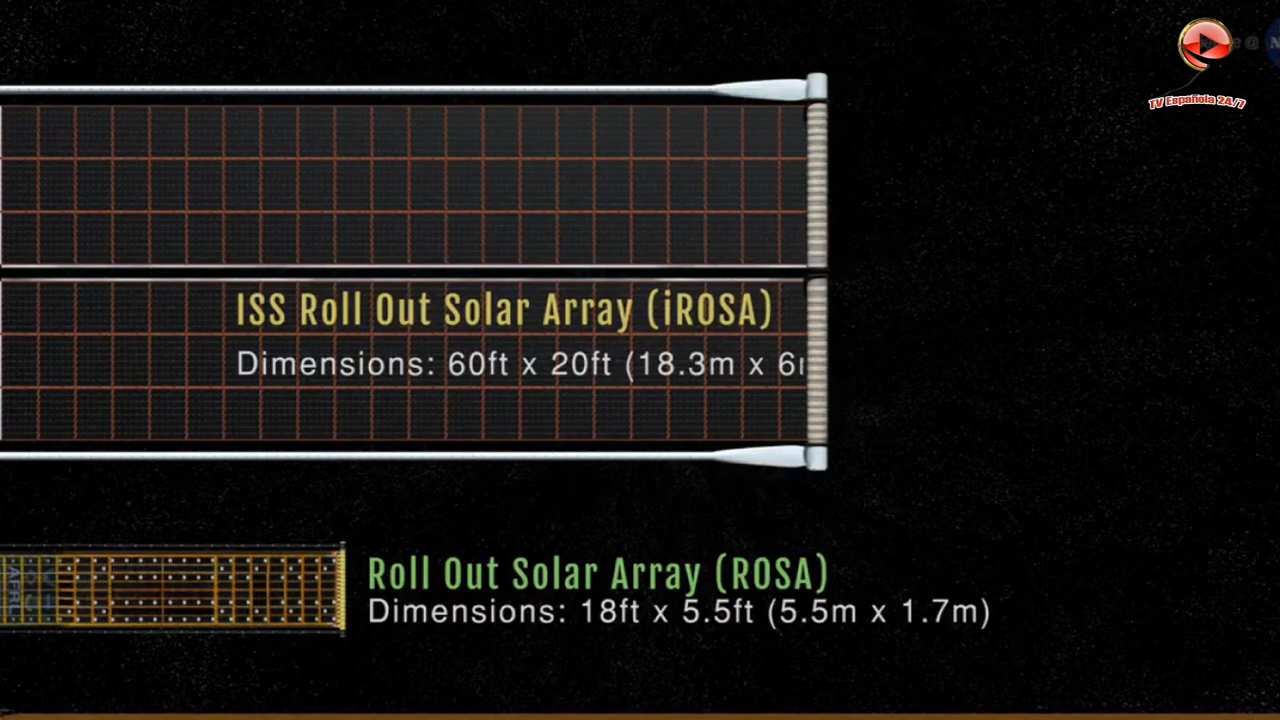 TV Española 24/7
ISS Roll Out Solar Array (iROSA)
Dimensions: 60ft x 20ft (18.3m x 6
Roll Out Solar Array (ROSA)
Dimensions: 18ft x 5.5ft (5.5m x 1.7m)